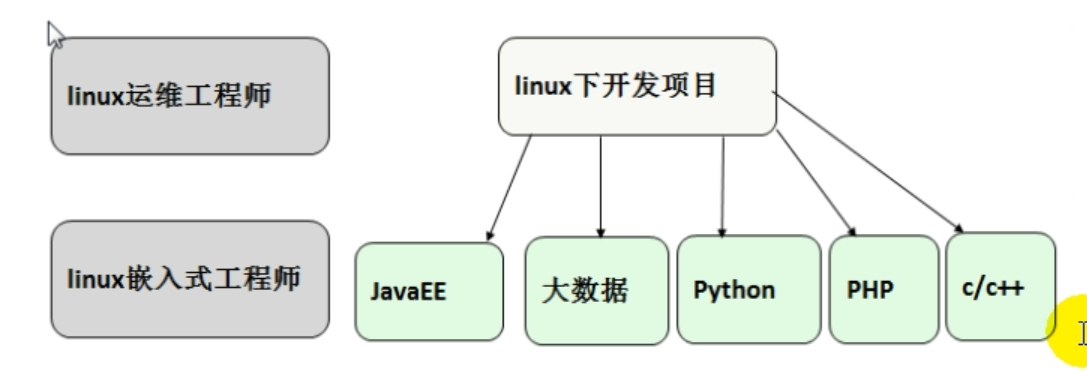 linux运维工程师
linux下开发项目
linux嵌入式工程师
JavaEE
大数据
Python
PHP
c/c++